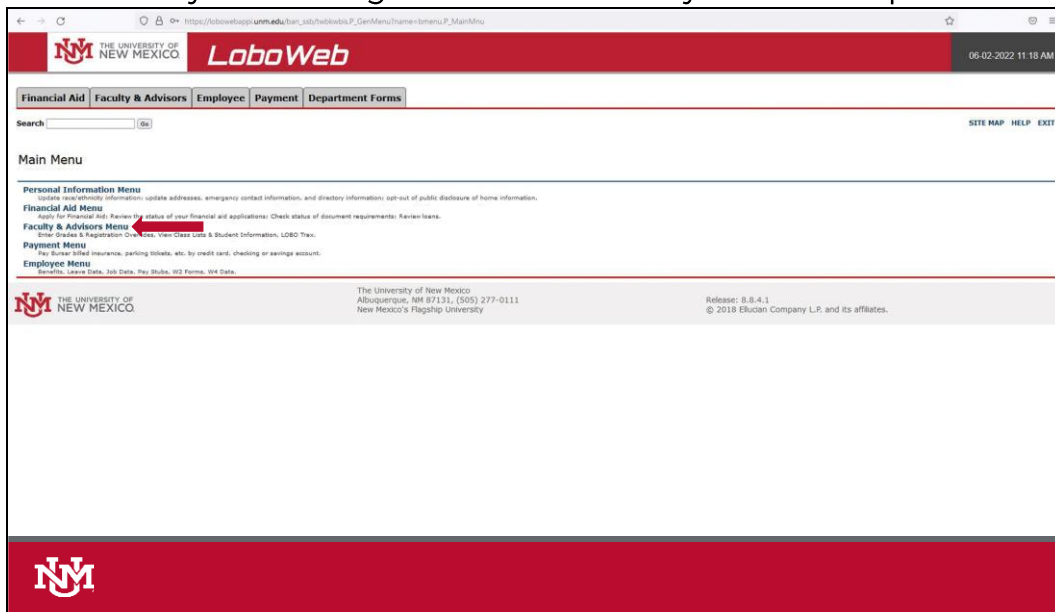 https://lobowebapp.unm.edu/ban_ssb/twbkwbis.P_GenMenu?name=bmenu.P_MainMnu
THE UNIVERSITY OF
NEW MEXICO
LoboWeb
06-02-2022 11:18 AM
Financial Aid Faculty & Advisors Employee Payment Department Forms
Search Go
SITE MAP HELP EXIT
Main Menu
Personal Information Menu
Update race/ethnicity information; update addresses, emergency contact information, and directory information; opt-out of public disclosure of home information.
Financial Aid Menu
Apply for Financial Aid; Review the status of your financial aid applications; Check status of document requirements; Review loans.
Faculty & Advisors Menu
Enter Grades & Registration Overrides, View Class Lists & Student Information, LOBO Trax.
Payment Menu
Pay Bursar billed insurance, parking tickets, etc. by credit card, checking or savings account.
Employee Menu
Benefits, Leave Data, Job Data, Pay Stubs, W2 Forms, W4 Data.
NM THE UNIVERSITY OF
NEW MEXICO
The University of New Mexico
Albuquerque, NM 87131, (505) 277-0111
New Mexico's Flagship University
Release: 8.8.4.1
© 2018 Ellucian Company L.P. and its affiliates.
NM